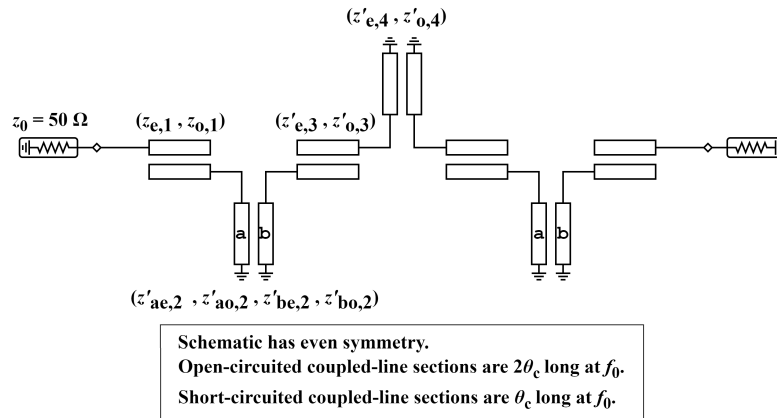 (z′e,4 , z′o,4)
z0 = 50 Ω
(ze,1 , zo,1)
(z′e,3 , z′o,3)
a
b
a
b
(z′ae,2 , z′ao,2 , z′be,2 , z′bo,2)
Schematic has even symmetry.
Open-circuited coupled-line sections are 2θc long at f0.
Short-circuited coupled-line sections are θc long at f0.